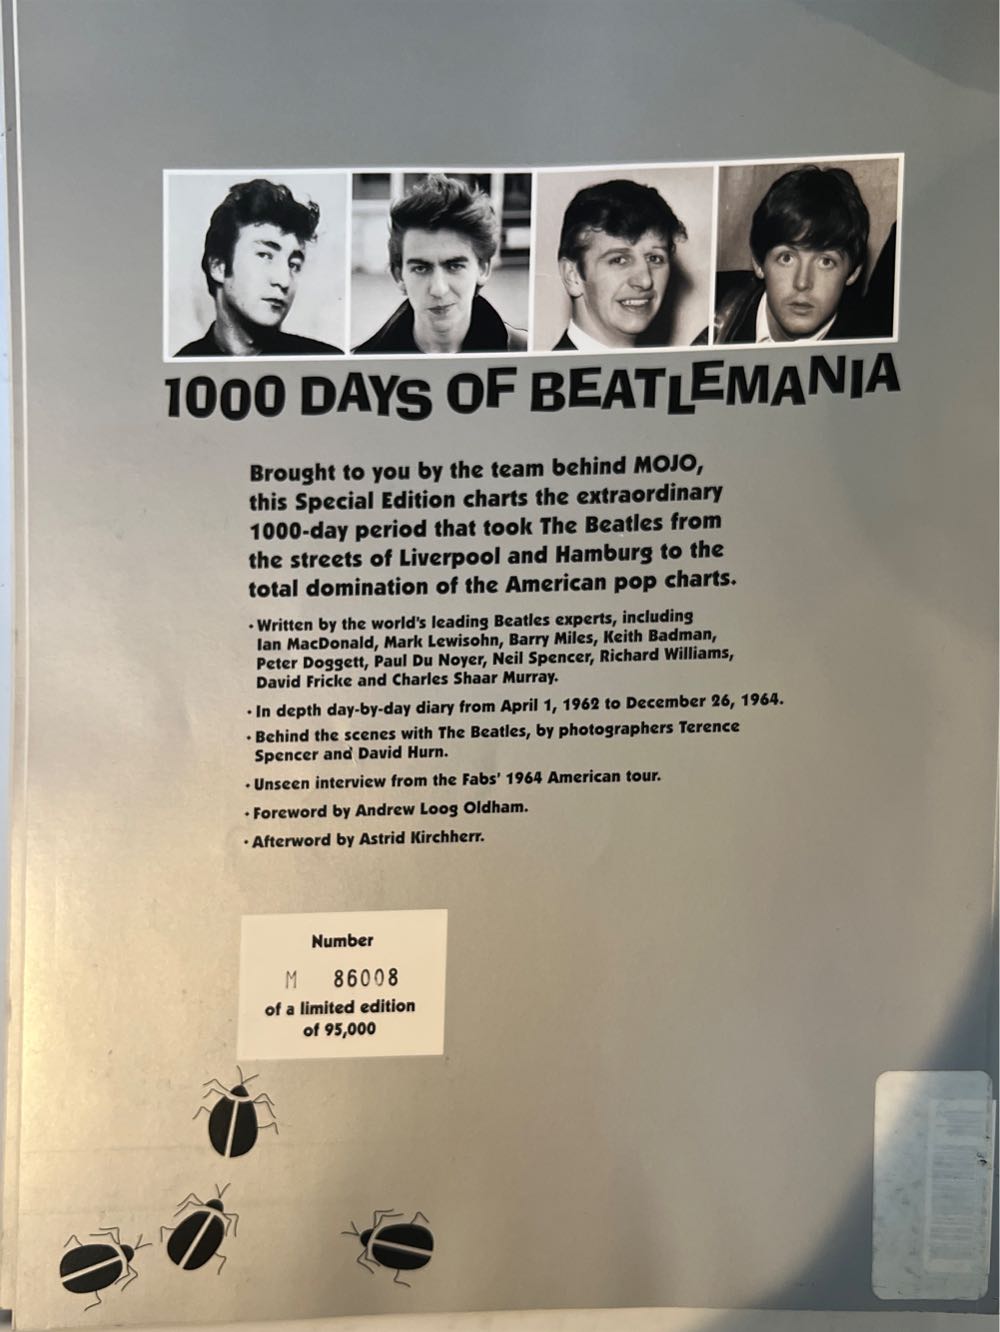 1000 DAYS OF BEATLEMANIA
Brought to you by the team behind MOJO,
this Special Edition charts the extraordinary
1000-day period that took The Beatles from
the streets of Liverpool and Hamburg to the
total domination of the American pop charts.
· Written by the world's leading Beatles experts, including
Ian MacDonald, Mark Lewisohn, Barry Miles, Keith Badman,
Peter Doggett, Paul Du Noyer, Neil Spencer, Richard Williams,
David Fricke and Charles Shaar Murray.
· In depth day-by-day diary from April 1, 1962 to December 26, 1964.
· Behind the scenes with The Beatles, by photographers Terence
Spencer and David Hurn.
· Unseen interview from the Fabs' 1964 American tour.
· Foreword by Andrew Loog Oldham.
· Afterword by Astrid Kirchherr.
Number
M 86008
of a limited edition
of 95,000